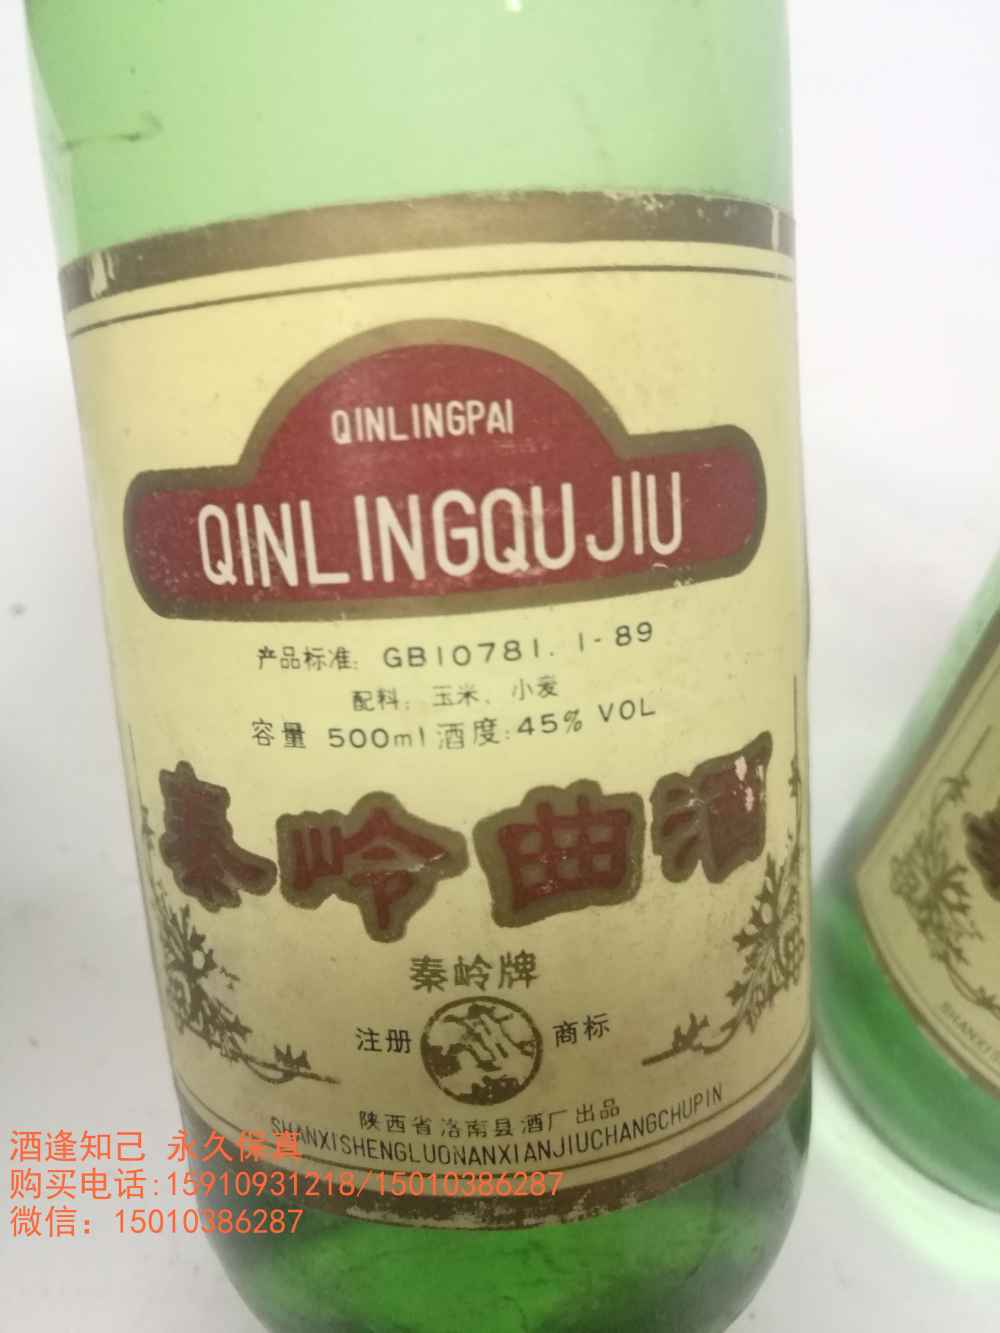 QINLINGPAI
QINLINGQUJIU
产品标准: GB10781.1-89
配料: 玉米、小麦
容量 500ml 酒度:45% VOL
秦岭曲酒
秦岭牌
注册 商标
陕西省洛南县酒厂出品
SHANXISHENGLUONANXIANJIUCHANGCHUPIN
SHANXIS
酒逢知己 永久保真
购买电话:15910931218/15010386287
微信：15010386287